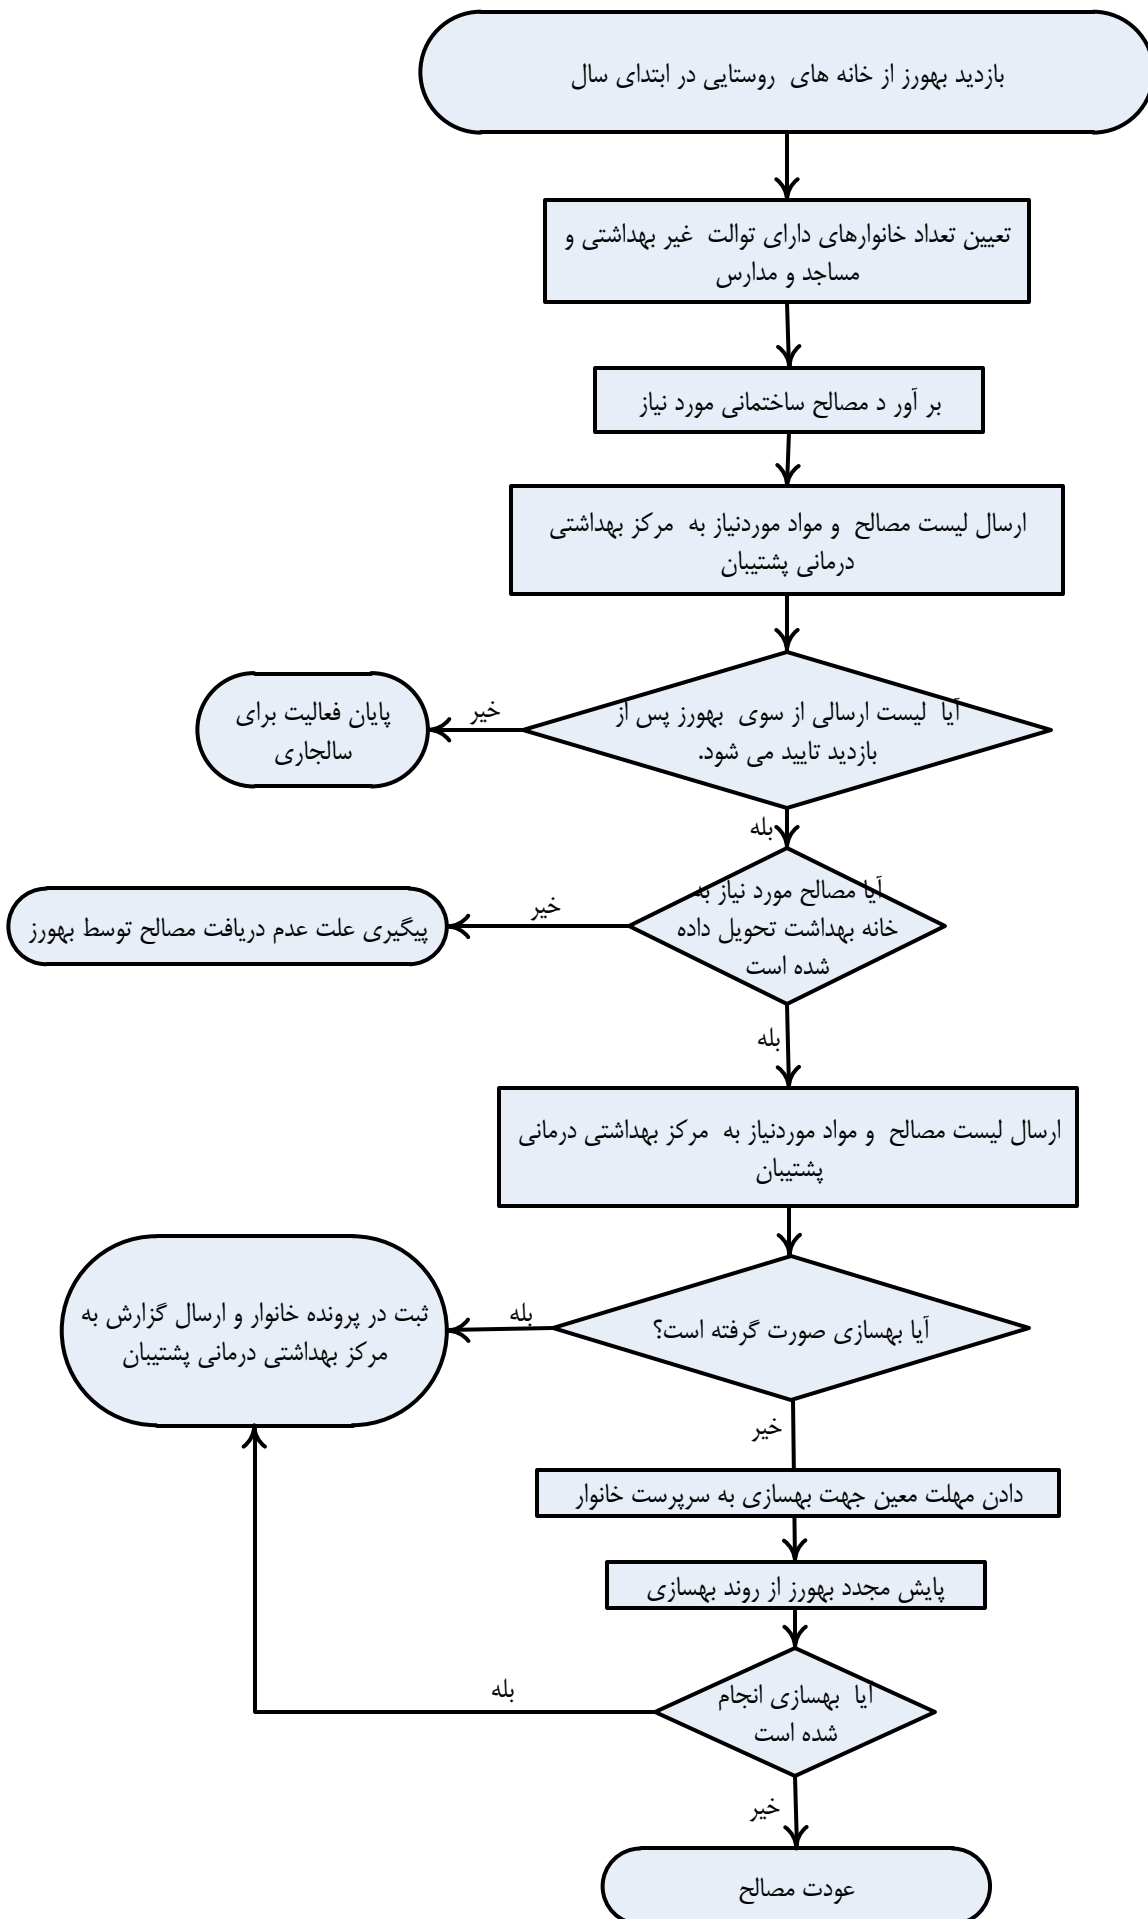 بازدید بهورز از خانه های روستایی در ابتدای سال
تعیین تعداد خانوارهای دارای توالت غیر بهداشتی و
مساجد و مدارس
بر آور د مصالح ساختمانی مورد نیاز
ارسال لیست مصالح و مواد موردنیاز به مرکز بهداشتی
درمانی پشتیبان
آیا لیست ارسالی از سوی بهورز پس از
بازدید تایید می شود.
خیر
پایان فعالیت برای
سالجاری
بله
آیا مصالح مورد نیاز به
خانه بهداشت تحویل داده
شده است
خیر
پیگیری علت عدم دریافت مصالح توسط بهورز
بله
ارسال لیست مصالح و مواد موردنیاز به مرکز بهداشتی درمانی
پشتیبان
آیا بهسازی صورت گرفته است؟
بله
ثبت در پرونده خانوار و ارسال گزارش به
مرکز بهداشتی درمانی پشتیبان
خیر
دادن مهلت معین جهت بهسازی به سرپرست خانوار
پایش مجدد بهورز از روند بهسازی
آیا بهسازی انجام
شده است
بله
خیر
عودت مصالح